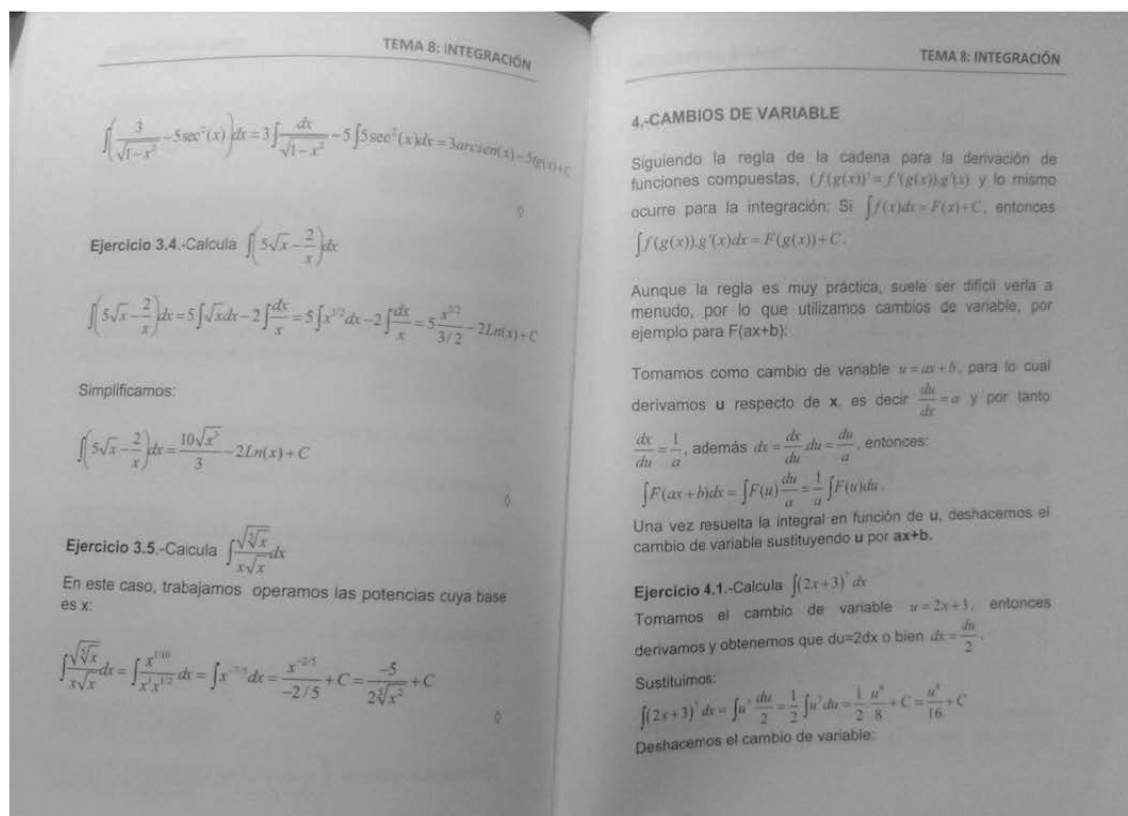 TEMA 8: INTEGRACIÓN
∫(3/√(1−x²) − 5sec²(x))dx = 3∫dx/√(1−x²) − 5∫5sec²(x)dx = 3arcsen(x) − 5tg(x) + C
◊
Ejercicio 3.4.-Calcula ∫(5√x − 2/x)dx
∫(5√x − 2/x)dx = 5∫√xdx − 2∫dx/x = 5∫x^(1/2)dx − 2∫dx/x = 5 x^(3/2)/(3/2) − 2Ln(x) + C
Simplificamos:
∫(5√x − 2/x)dx = 10√x³/3 − 2Ln(x) + C
◊
Ejercicio 3.5.-Calcula ∫√(⁵√x)/(x√x) dx
En este caso, trabajamos operamos las potencias cuya base
es x:
∫√(⁵√x)/(x√x) dx = ∫x^(1/10)/(x¹x^(1/2)) dx = ∫x^(−7/5)dx = x^(−2/5)/(−2/5) + C = −5/(2⁵√x²) + C
◊
TEMA 8: INTEGRACIÓN
4.-CAMBIOS DE VARIABLE
Siguiendo la regla de la cadena para la derivación de
funciones compuestas, (f(g(x))' = f'(g(x)).g'(x) y lo mismo
ocurre para la integración: Si ∫f(x)dx = F(x)+C, entonces
∫f(g(x)).g'(x)dx = F(g(x))+C.
Aunque la regla es muy práctica, suele ser difícil verla a
menudo, por lo que utilizamos cambios de variable, por
ejemplo para F(ax+b):
Tomamos como cambio de variable u = ax+b, para lo cual
derivamos u respecto de x, es decir du/dx = a y por tanto
dx/du = 1/a, además dx = dx/du.du = du/a, entonces:
∫F(ax+b)dx = ∫F(u)du/a = 1/a ∫F(u)du.
Una vez resuelta la integral en función de u, deshacemos el
cambio de variable sustituyendo u por ax+b.
Ejercicio 4.1.-Calcula ∫(2x+3)⁷ dx
Tomamos el cambio de variable u = 2x+3, entonces
derivamos y obtenemos que du=2dx o bien dx = du/2.
Sustituimos:
∫(2x+3)⁷ dx = ∫u⁷ du/2 = 1/2 ∫u⁷ du = 1/2 . u⁸/8 + C = u⁸/16 + C
Deshacemos el cambio de variable: